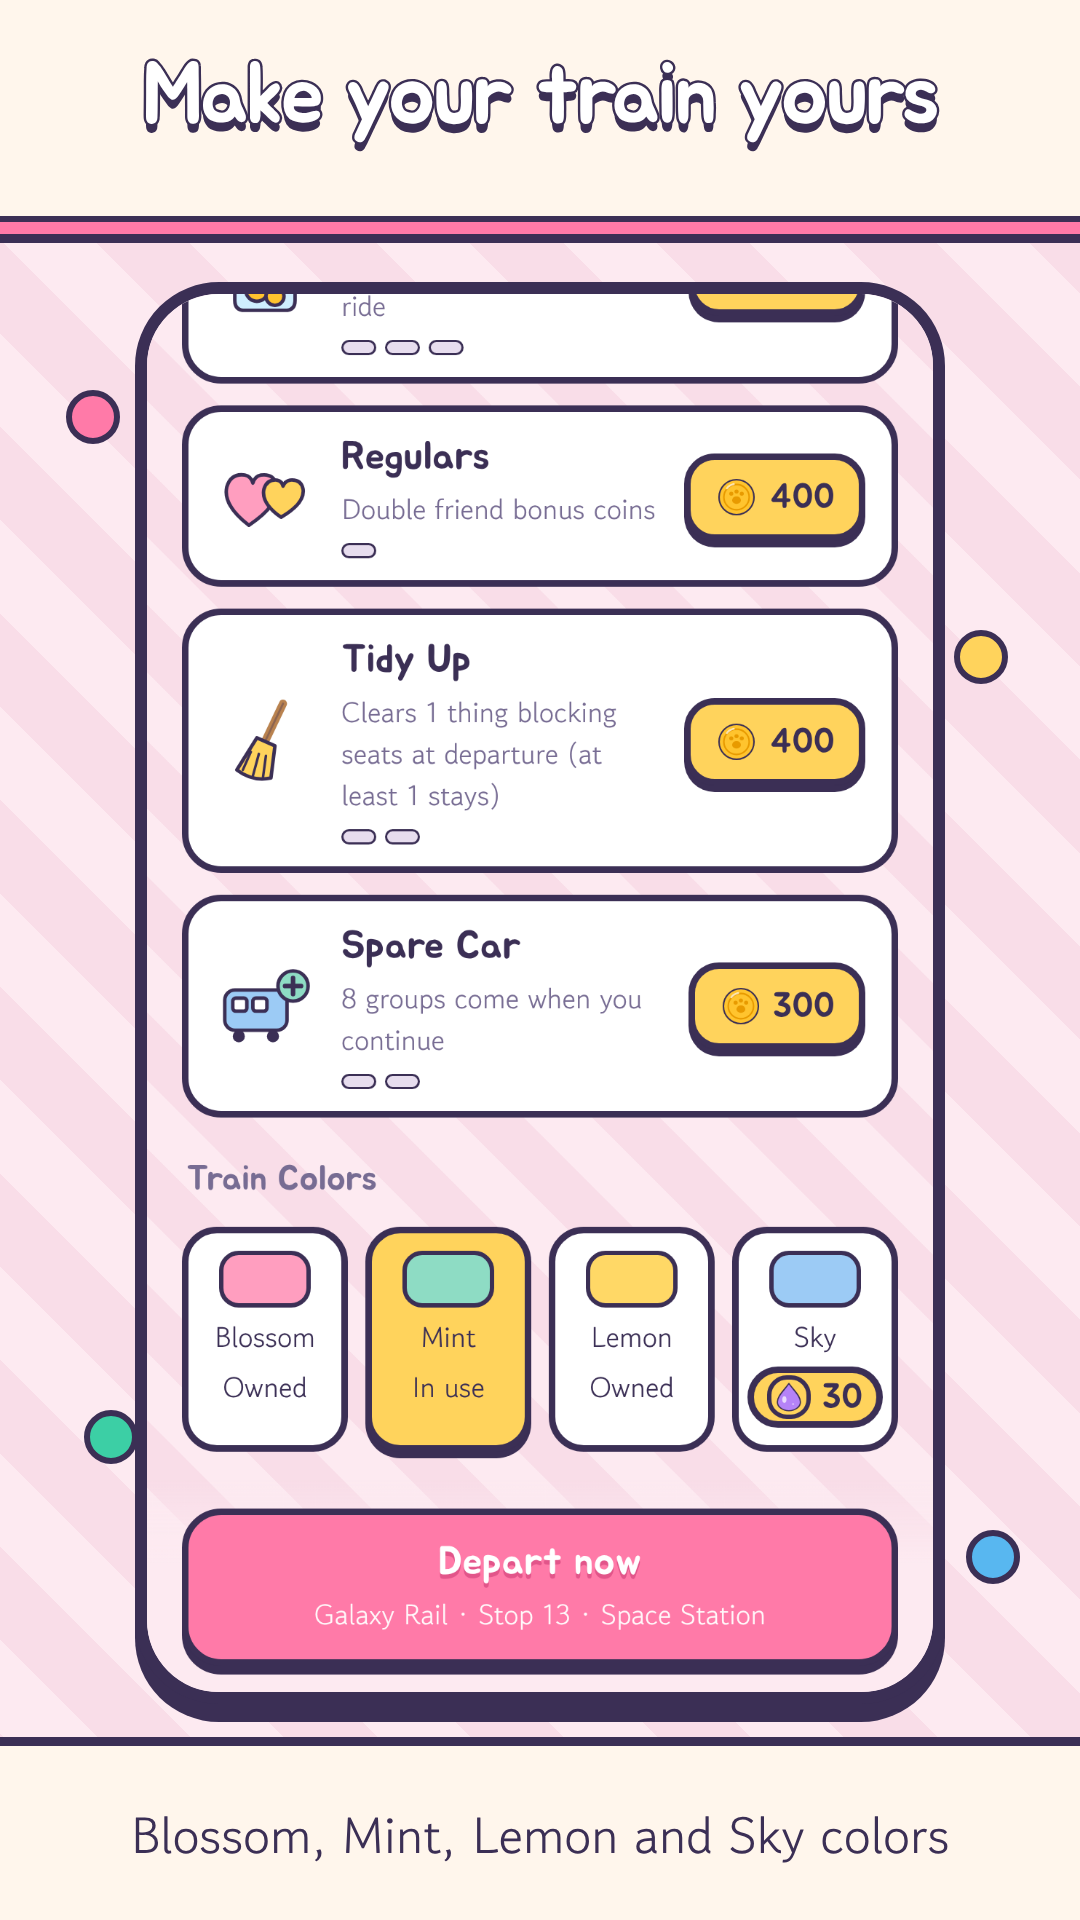 Make your train yours
ride
Regulars
Double friend bonus coins
400
Tidy Up
Clears 1 thing blocking
seats at departure (at
least 1 stays)
400
Spare Car
8 groups come when you
continue
300
Train Colors
Blossom
Owned
Mint
In use
Lemon
Owned
Sky
30
Depart now
Galaxy Rail · Stop 13 · Space Station
Blossom, Mint, Lemon and Sky colors